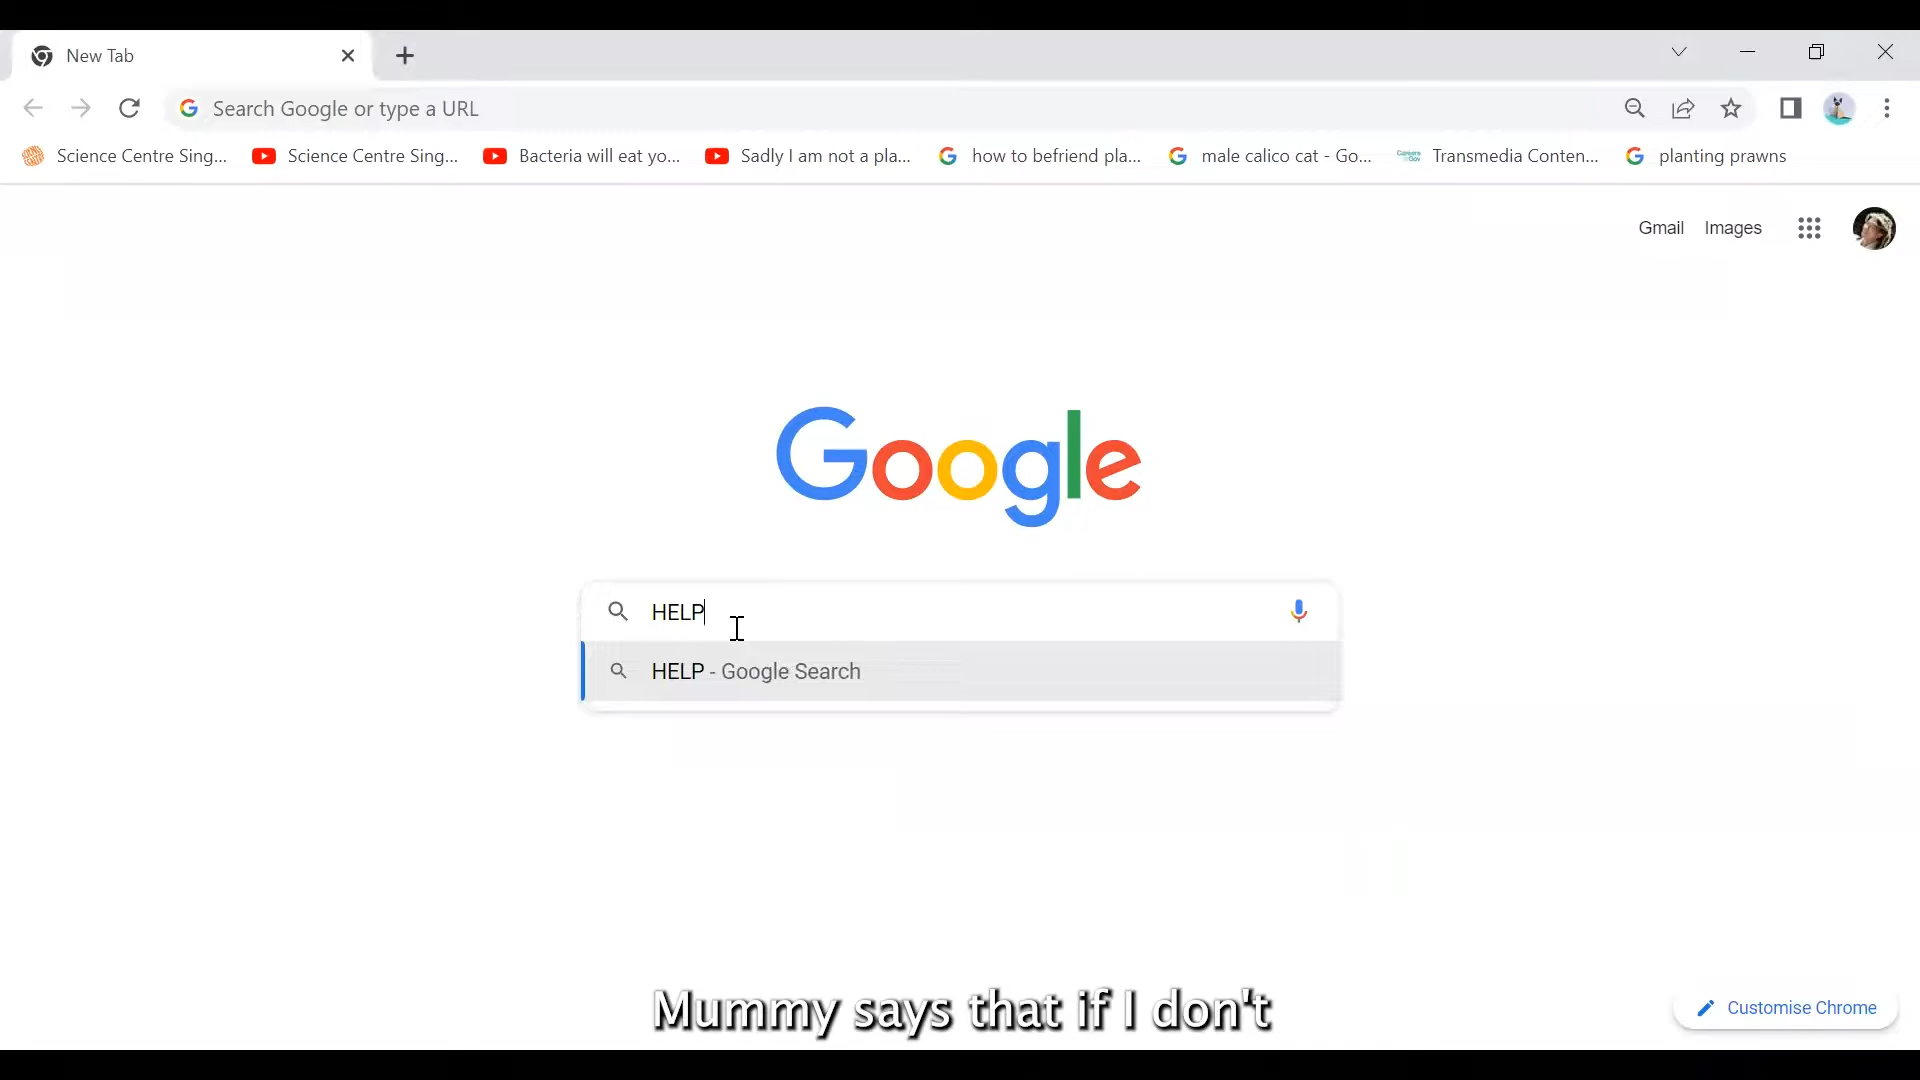 New Tab
Search Google or type a URL
Science Centre Sing... Science Centre Sing... Bacteria will eat yo... Sadly I am not a pla... how to befriend pla... male calico cat - Go... Transmedia Conten... planting prawns
Gmail Images
Google
HELP
HELP - Google Search
Mummy says that if I don't
Customise Chrome